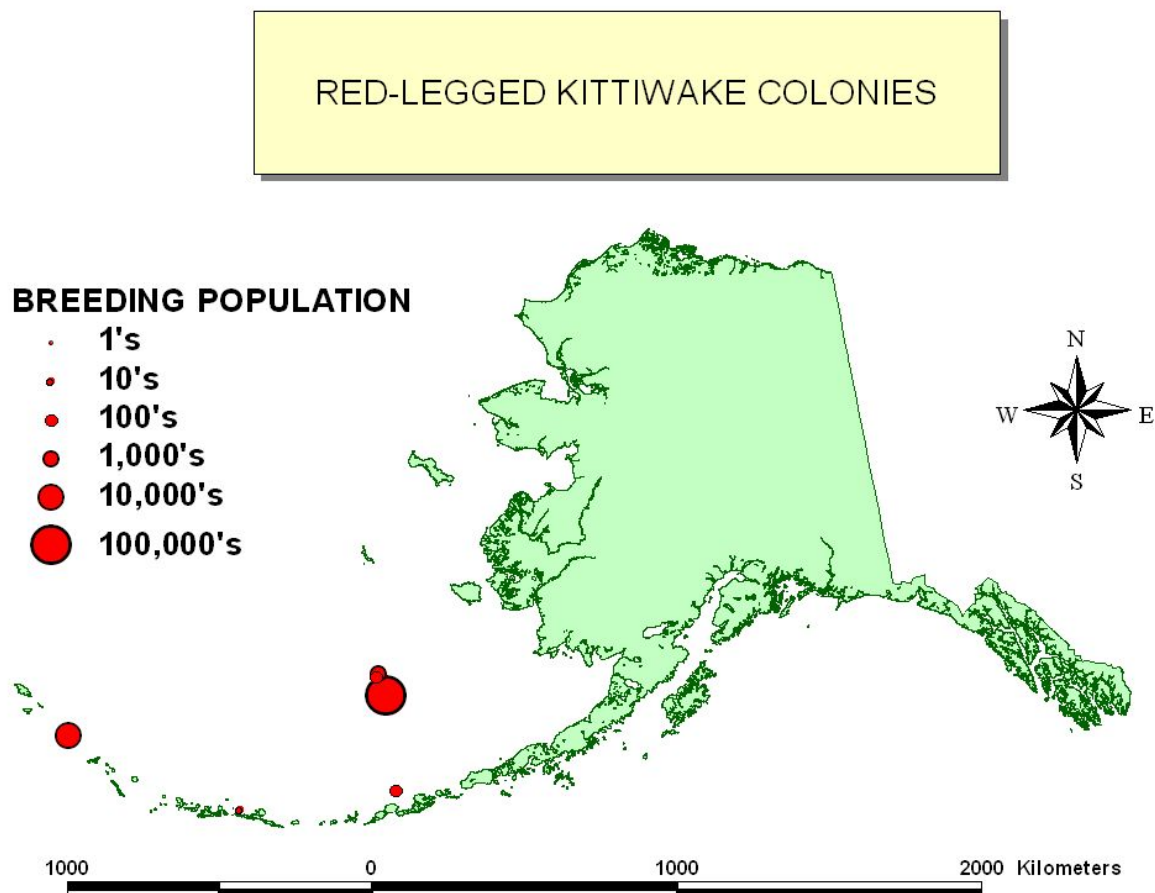 RED-LEGGED KITTIWAKE COLONIES
BREEDING POPULATION
1's
10's
100's
1,000's
10,000's
100,000's
N
W E
S
1000 0 1000 2000 Kilometers